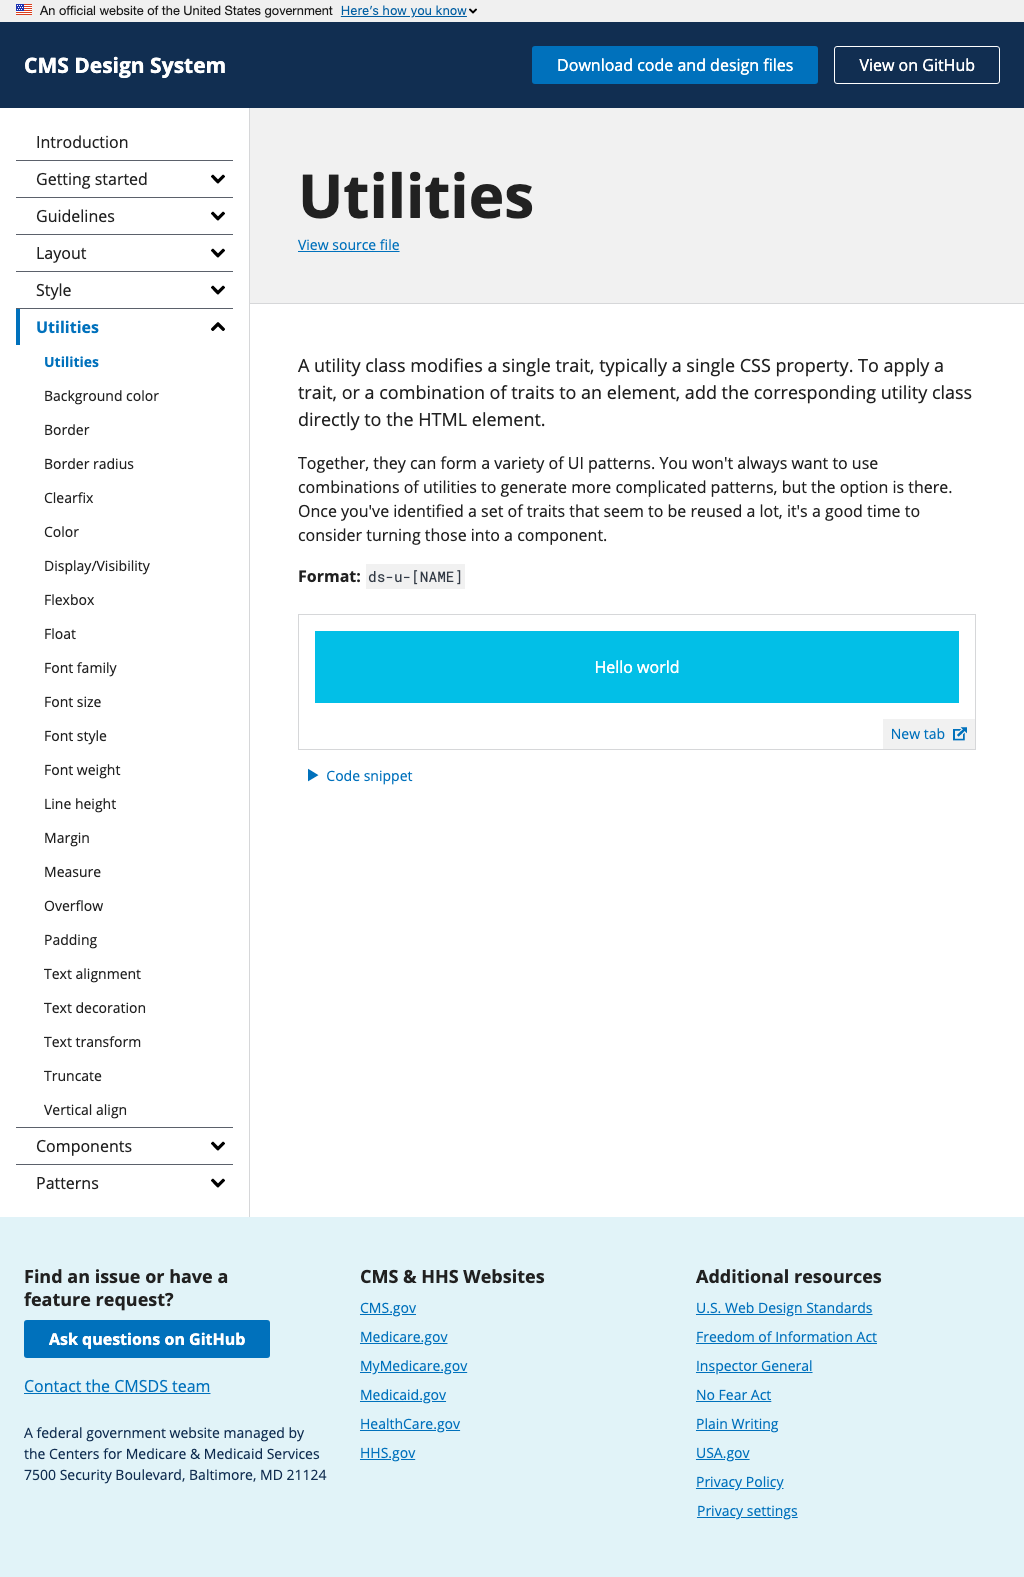 An official website of the United States government Here's how you know
CMS Design System
Download code and design files
View on GitHub
Introduction
Getting started
Guidelines
Layout
Style
Utilities
Utilities
Background color
Border
Border radius
Clearfix
Color
Display/Visibility
Flexbox
Float
Font family
Font size
Font style
Font weight
Line height
Margin
Measure
Overflow
Padding
Text alignment
Text decoration
Text transform
Truncate
Vertical align
Components
Patterns
Utilities
View source file
A utility class modifies a single trait, typically a single CSS property. To apply a
trait, or a combination of traits to an element, add the corresponding utility class
directly to the HTML element.
Together, they can form a variety of UI patterns. You won't always want to use
combinations of utilities to generate more complicated patterns, but the option is there.
Once you've identified a set of traits that seem to be reused a lot, it's a good time to
consider turning those into a component.
Format: ds-u-[NAME]
Hello world
New tab
Code snippet
Find an issue or have a
feature request?
Ask questions on GitHub
Contact the CMSDS team
A federal government website managed by
the Centers for Medicare & Medicaid Services
7500 Security Boulevard, Baltimore, MD 21124
CMS & HHS Websites
CMS.gov
Medicare.gov
MyMedicare.gov
Medicaid.gov
HealthCare.gov
HHS.gov
Additional resources
U.S. Web Design Standards
Freedom of Information Act
Inspector General
No Fear Act
Plain Writing
USA.gov
Privacy Policy
Privacy settings